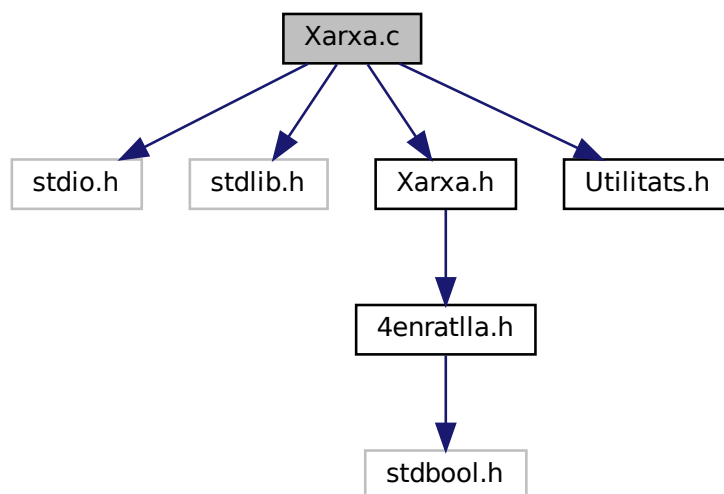 Xarxa.c
stdio.h
stdlib.h
Xarxa.h
Utilitats.h
4enratlla.h
stdbool.h